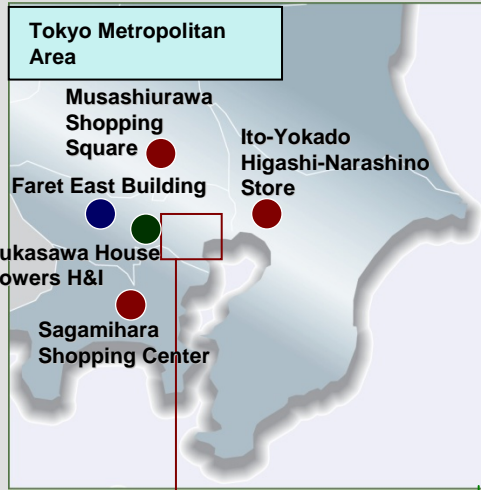 Tokyo Metropolitan
Area
Musashiurawa
Shopping
Square
Ito-Yokado
Higashi-Narashino
Store
Faret East Building
ukasawa House
owers H&I
Sagamihara
Shopping Center